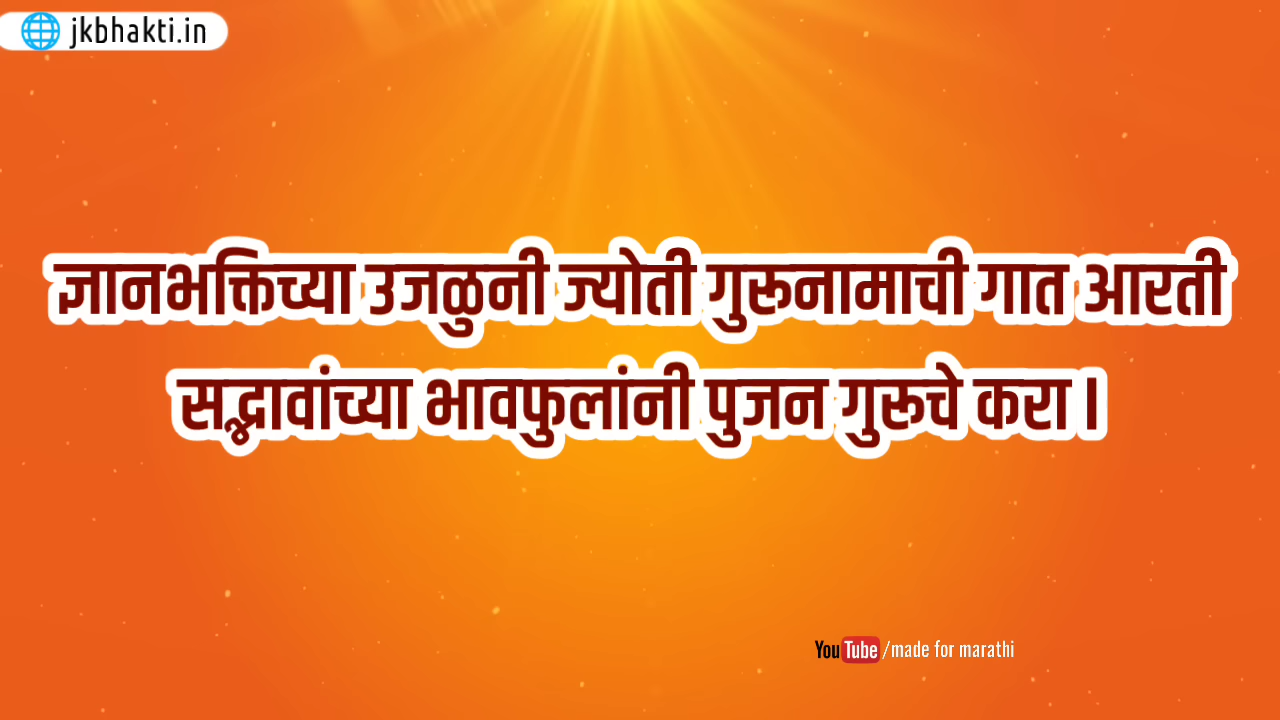 jkbhakti.in
ज्ञानभक्तिच्या उजळुनी ज्योती गुरूनामाची गात आरती
सद्भावांच्या भावफुलांनी पुजन गुरूचे करा ।
YouTube /made for marathi